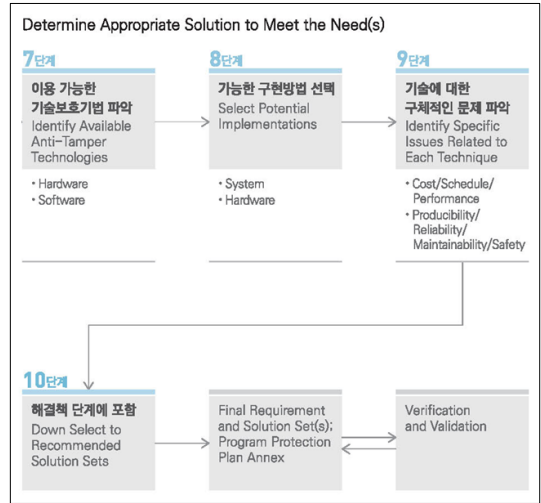 Determine Appropriate Solution to Meet the Need(s)
7단계
이용 가능한
기술보호기법 파악
Identify Available
Anti-Tamper
Technologies
• Hardware
• Software
8단계
가능한 구현방법 선택
Select Potential
Implementations
• System
• Hardware
9단계
기술에 대한
구체적인 문제 파악
Identify Specific
Issues Related to
Each Technique
• Cost/Schedule/
Performance
• Producibility/
Reliability/
Maintainability/Safety
10단계
해결책 단계에 포함
Down Select to
Recommended
Solution Sets
Final Requirement
and Solution Set(s);
Program Protection
Plan Annex
Verification
and Validation